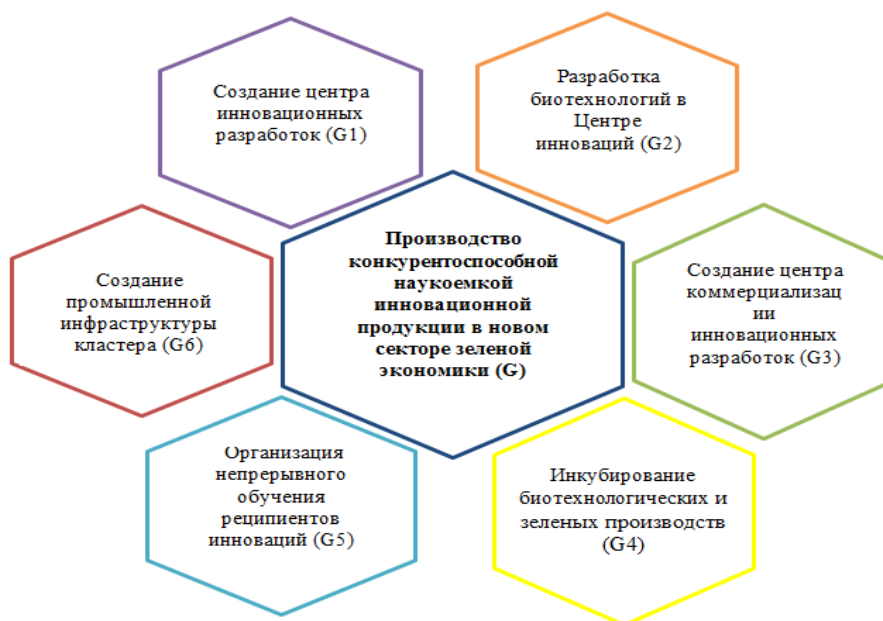 Создание центра
инновационных
разработок (G1)
Разработка
биотехнологий в
Центре
инноваций (G2)
Производство
конкурентоспособной
наукоемкой
инновационной
продукции в новом
секторе зеленой
экономики (G)
Создание
промышленной
инфраструктуры
кластера (G6)
Создание центра
коммерциализац
ии
инновационных
разработок (G3)
Организация
непрерывного
обучения
реципиентов
инноваций (G5)
Инкубирование
биотехнологических и
зеленых производств
(G4)